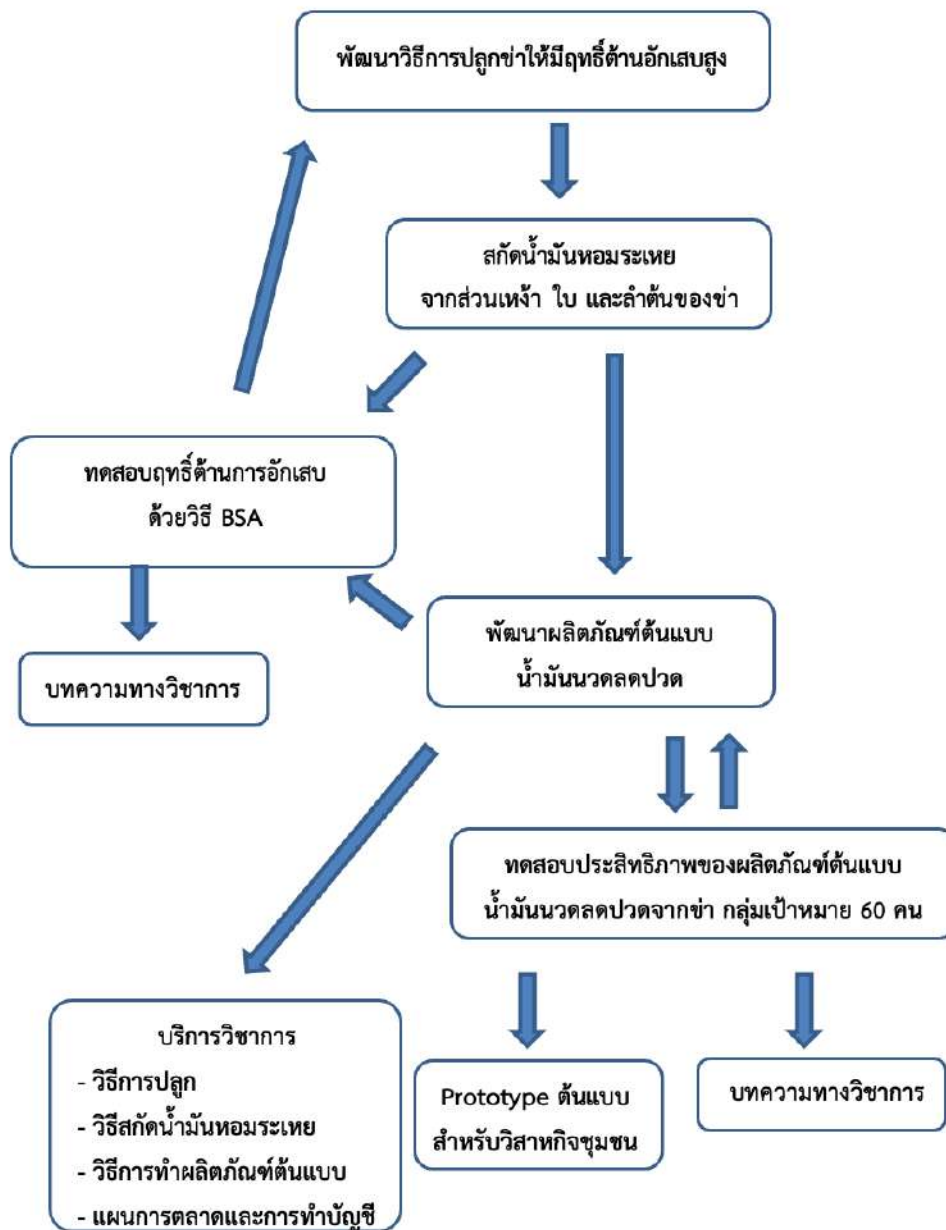 พัฒนาวิธีการปลูกข่าให้มีฤทธิ์ต้านอักเสบสูง
สกัดน้ำมันหอมระเหย
จากส่วนเหง้า ใบ และลำต้นของข่า
ทดสอบฤทธิ์ต้านการอักเสบ
ด้วยวิธี BSA
พัฒนาผลิตภัณฑ์ต้นแบบ
น้ำมันนวดลดปวด
บทความทางวิชาการ
ทดสอบประสิทธิภาพของผลิตภัณฑ์ต้นแบบ
น้ำมันนวดลดปวดจากข่า กลุ่มเป้าหมาย 60 คน
บริการวิชาการ
- วิธีการปลูก
- วิธีสกัดน้ำมันหอมระเหย
- วิธีการทำผลิตภัณฑ์ต้นแบบ
- แผนการตลาดและการทำบัญชี
Prototype ต้นแบบ
สำหรับวิสาหกิจชุมชน
บทความทางวิชาการ